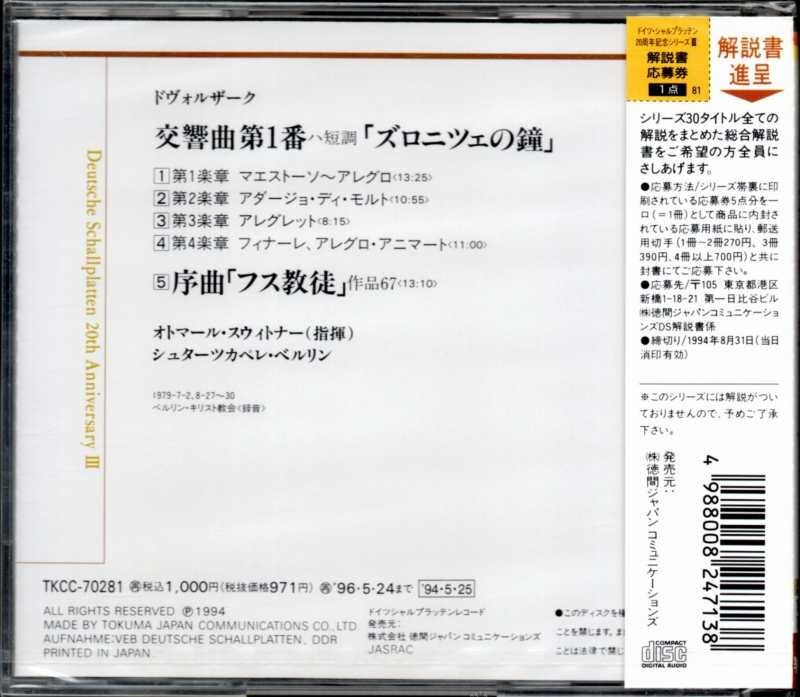 ドヴォルザーク
交響曲第1番ハ短調「ズロニツェの鐘」
1 第1楽章 マエストーソ〜アレグロ〈13:25〉
2 第2楽章 アダージョ・ディ・モルト〈10:55〉
3 第3楽章 アレグレット〈8:15〉
4 第4楽章 フィナーレ、アレグロ・アニマート〈11:00〉
5 序曲「フス教徒」作品67〈13:10〉
オトマール・スウィトナー(指揮)
シュターツカペレ・ベルリン
1979-7-2、8-27〜30
ベルリン・キリスト教会〈録音〉
Deutsche Schallplatten 20th Anniversary III
TKCC-70281 税込1,000円(税抜価格971円) '96・5・24まで '94・5・25
ALL RIGHTS RESERVED Ⓟ 1994
MADE BY TOKUMA JAPAN COMMUNICATIONS CO., LTD.
AUFNAHME:VEB DEUTSCHE SCHALLPLATTEN, DDR
PRINTED IN JAPAN.
ドイツシャルプラッテンレコード
発売元:
株式会社 徳間ジャパンコミュニケーションズ
JASRAC
●このディスクを
ことを禁じます。ま
ことは法律で禁じ
ドイツ・シャルプラッテン
20周年記念シリーズⅢ
解説書
応募券
1点 81
解説書
進呈
シリーズ30タイトル全ての
解説をまとめた総合解説
書をご希望の方全員に
さしあげます。
●応募方法/シリーズ帯裏に印
刷されている応募券5点分を一
口(=1冊)として商品に内封さ
れている応募用紙に貼り、郵送
用切手(1冊〜2冊270円、3冊
390円、4冊以上700円)と共に
封書にてご応募下さい。
●応募先/〒105 東京都港区
新橋1-18-21 第一日比谷ビル
㈱徳間ジャパンコミュニケーショ
ンズDS解説書係
●締切り/1994年8月31日(当日
消印有効)
※このシリーズには解説がつい
ておりませんので、予めご了承
下さい。
発売元:
㈱徳間ジャパン コミュニケーションズ
4988008247138
COMPACT
disc
DIGITAL AUDIO